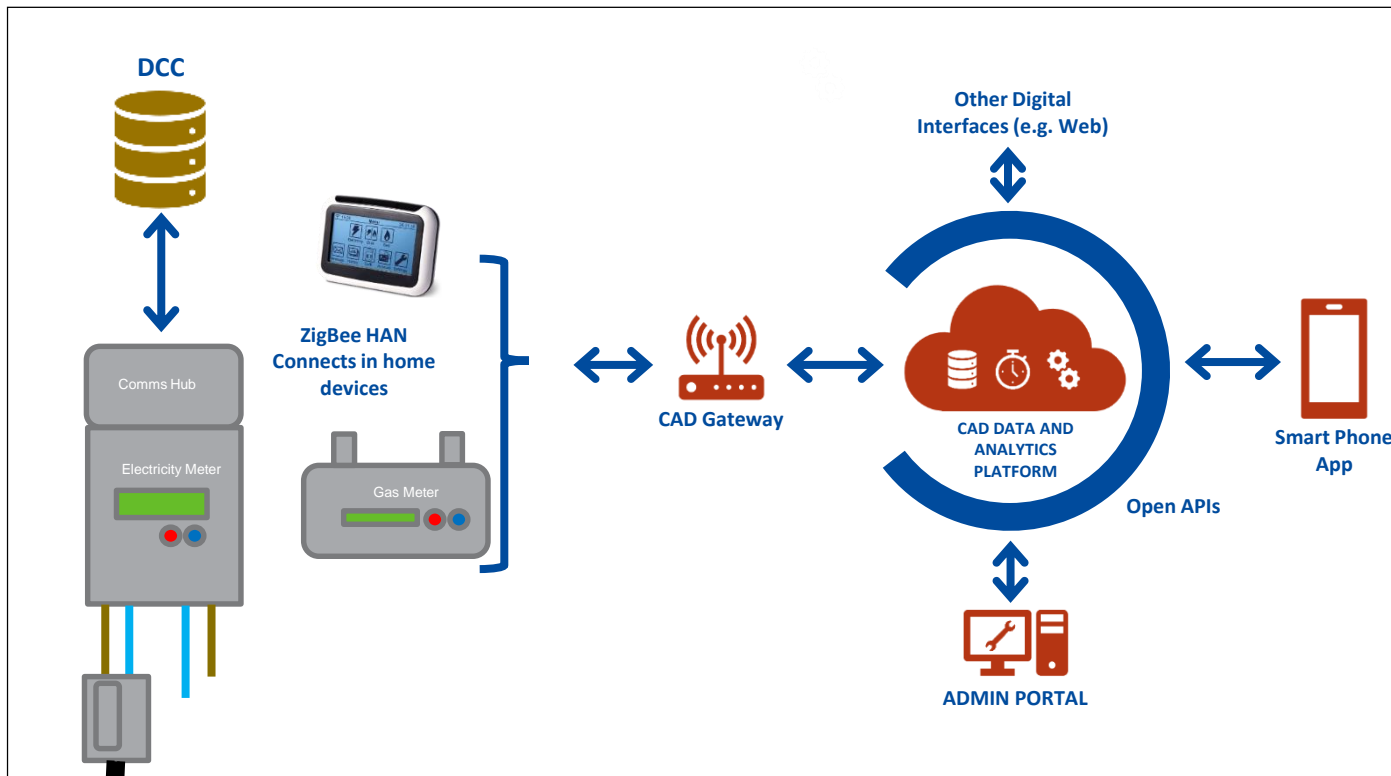 DCC
Other Digital
Interfaces (e.g. Web)
ZigBee HAN
Connects in home
devices
Comms Hub
Electricity Meter
Gas Meter
CAD Gateway
CAD DATA AND
ANALYTICS
PLATFORM
Smart Phone
App
Open APIs
ADMIN PORTAL